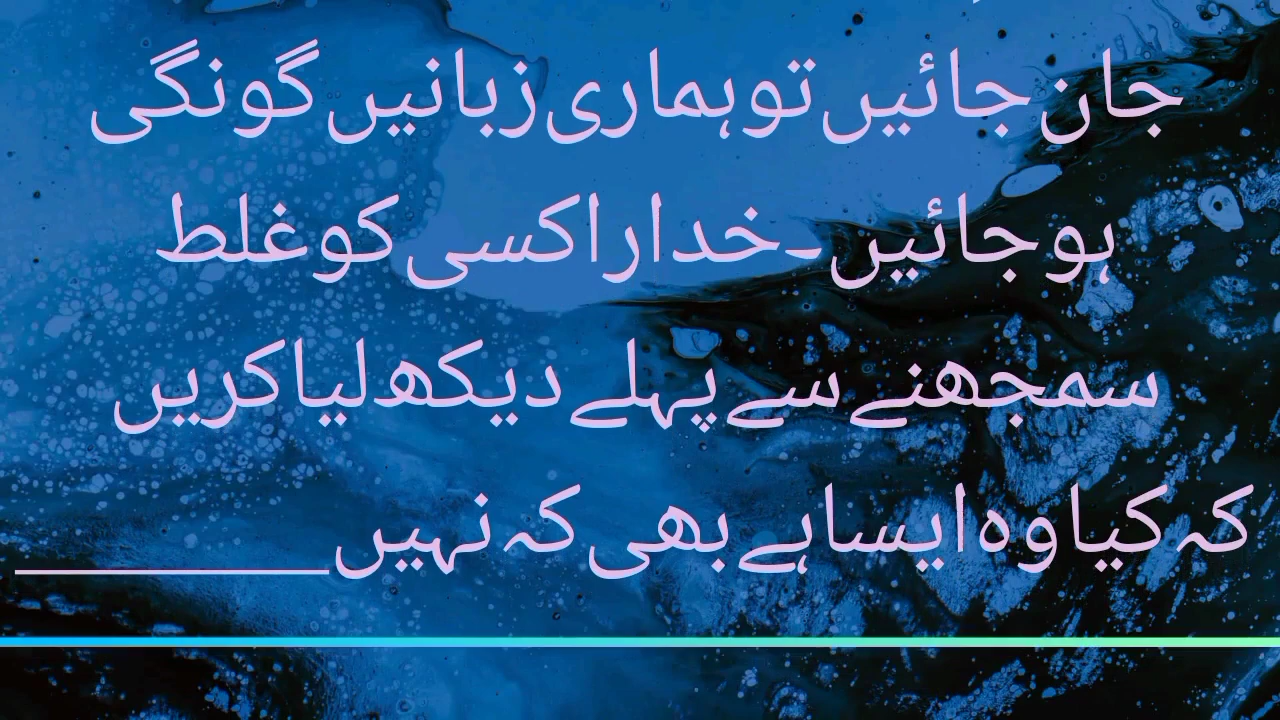 جان جائیں تو ہماری زبانیں گونگی
ہو جائیں ۔ خدارا کسی کو غلط
سمجھنے سے پہلے دیکھ لیا کریں
کہ کیا وہ ایسا ہے بھی کہ نہیں__________